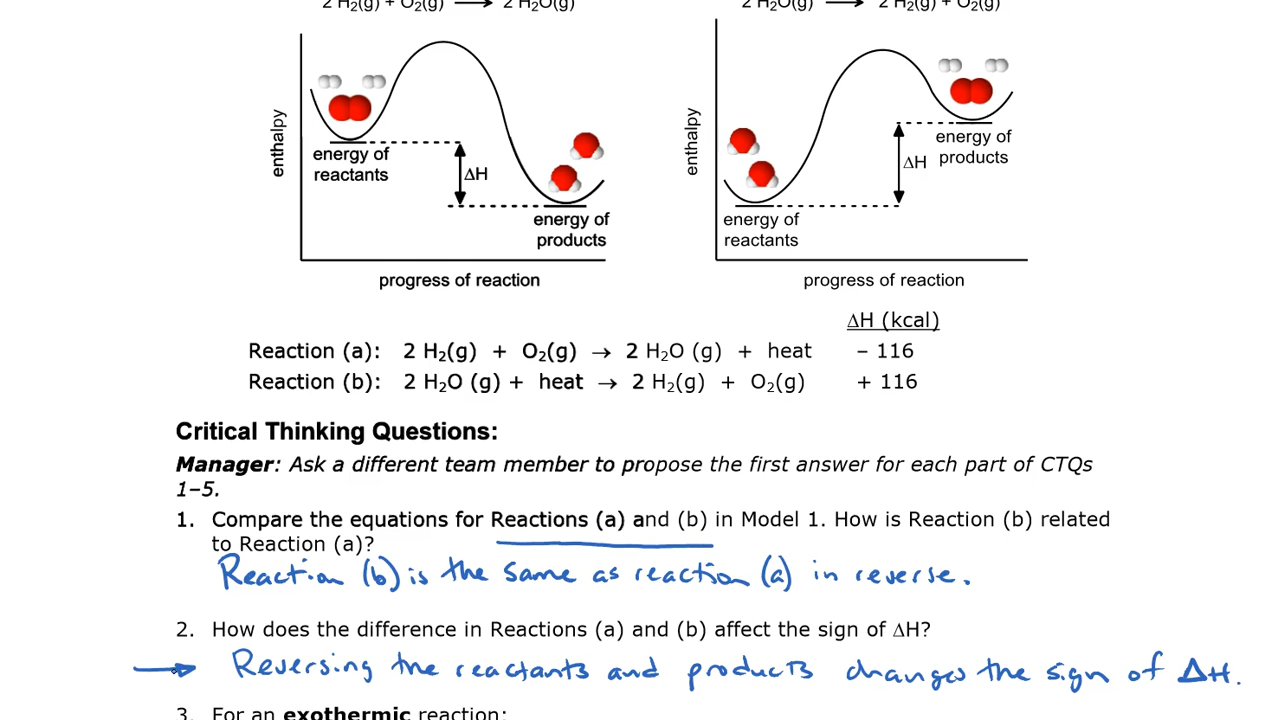 2 H₂(g) + O₂(g) ⟶ 2 H₂O(g)
2 H₂O(g) ⟶ 2 H₂(g) + O₂(g)
enthalpy
energy of
reactants
ΔH
energy of
products
progress of reaction
enthalpy
energy of
products
ΔH
energy of
reactants
progress of reaction
ΔH (kcal)
Reaction (a): 2 H₂(g) + O₂(g) → 2 H₂O (g) + heat – 116
Reaction (b): 2 H₂O (g) + heat → 2 H₂(g) + O₂(g) + 116
Critical Thinking Questions:
Manager: Ask a different team member to propose the first answer for each part of CTQs
1–5.
1. Compare the equations for Reactions (a) and (b) in Model 1. How is Reaction (b) related
to Reaction (a)?
Reaction (b) is the same as reaction (a) in reverse.
2. How does the difference in Reactions (a) and (b) affect the sign of ΔH?
→ Reversing the reactants and products changes the sign of ΔH.
3. For an exothermic reaction: